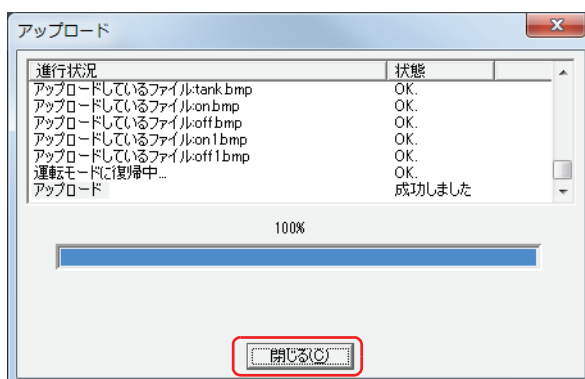 アップロード
進行状況 状態
アップロードしているファイル:tank.bmp OK.
アップロードしているファイル:on.bmp OK.
アップロードしているファイル:off.bmp OK.
アップロードしているファイル:on1.bmp OK.
アップロードしているファイル:off1.bmp OK.
運転モードに復帰中... OK.
アップロード 成功しました
100%
閉じる(C)